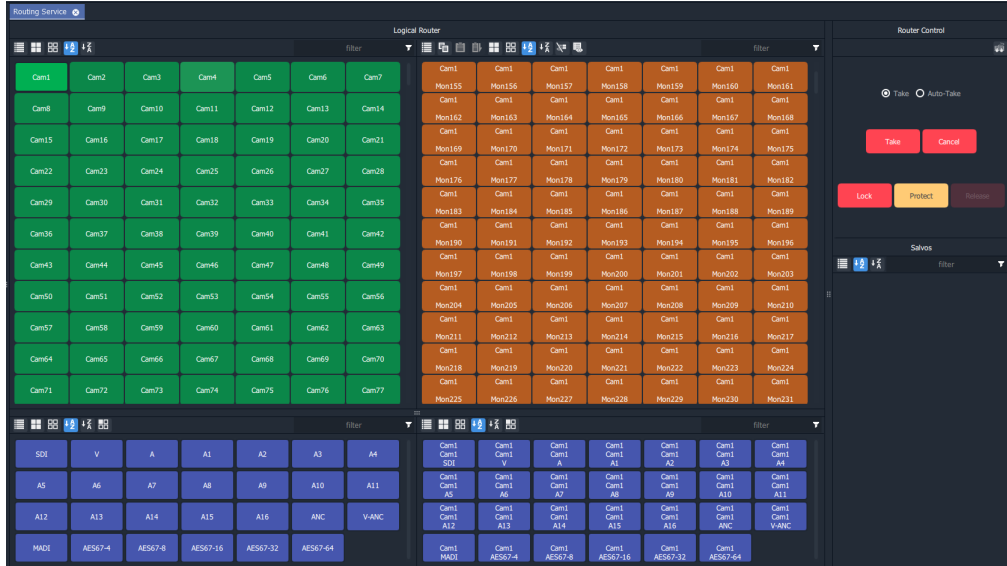 Routing Service
Logical Router
Router Control
filter
filter
Cam1 Cam2 Cam3 Cam4 Cam5 Cam6 Cam7
Cam8 Cam9 Cam10 Cam11 Cam12 Cam13 Cam14
Cam15 Cam16 Cam17 Cam18 Cam19 Cam20 Cam21
Cam22 Cam23 Cam24 Cam25 Cam26 Cam27 Cam28
Cam29 Cam30 Cam31 Cam32 Cam33 Cam34 Cam35
Cam36 Cam37 Cam38 Cam39 Cam40 Cam41 Cam42
Cam43 Cam44 Cam45 Cam46 Cam47 Cam48 Cam49
Cam50 Cam51 Cam52 Cam53 Cam54 Cam55 Cam56
Cam57 Cam58 Cam59 Cam60 Cam61 Cam62 Cam63
Cam64 Cam65 Cam66 Cam67 Cam68 Cam69 Cam70
Cam71 Cam72 Cam73 Cam74 Cam75 Cam76 Cam77
Cam1 Cam1 Cam1 Cam1 Cam1 Cam1 Cam1
Mon155 Mon156 Mon157 Mon158 Mon159 Mon160 Mon161
Cam1 Cam1 Cam1 Cam1 Cam1 Cam1 Cam1
Mon162 Mon163 Mon164 Mon165 Mon166 Mon167 Mon168
Cam1 Cam1 Cam1 Cam1 Cam1 Cam1 Cam1
Mon169 Mon170 Mon171 Mon172 Mon173 Mon174 Mon175
Cam1 Cam1 Cam1 Cam1 Cam1 Cam1 Cam1
Mon176 Mon177 Mon178 Mon179 Mon180 Mon181 Mon182
Cam1 Cam1 Cam1 Cam1 Cam1 Cam1 Cam1
Mon183 Mon184 Mon185 Mon186 Mon187 Mon188 Mon189
Cam1 Cam1 Cam1 Cam1 Cam1 Cam1 Cam1
Mon190 Mon191 Mon192 Mon193 Mon194 Mon195 Mon196
Cam1 Cam1 Cam1 Cam1 Cam1 Cam1 Cam1
Mon197 Mon198 Mon199 Mon200 Mon201 Mon202 Mon203
Cam1 Cam1 Cam1 Cam1 Cam1 Cam1 Cam1
Mon204 Mon205 Mon206 Mon207 Mon208 Mon209 Mon210
Cam1 Cam1 Cam1 Cam1 Cam1 Cam1 Cam1
Mon211 Mon212 Mon213 Mon214 Mon215 Mon216 Mon217
Cam1 Cam1 Cam1 Cam1 Cam1 Cam1 Cam1
Mon218 Mon219 Mon220 Mon221 Mon222 Mon223 Mon224
Cam1 Cam1 Cam1 Cam1 Cam1 Cam1 Cam1
Mon225 Mon226 Mon227 Mon228 Mon229 Mon230 Mon231
Take Auto-Take
Take Cancel
Lock Protect Release
Salvos
filter
filter
filter
SDI V A A1 A2 A3 A4
A5 A6 A7 A8 A9 A10 A11
A12 A13 A14 A15 A16 ANC V-ANC
MADI AES67-4 AES67-8 AES67-16 AES67-32 AES67-64
Cam1 Cam1 Cam1 Cam1 Cam1 Cam1 Cam1
Cam1 Cam1 Cam1 Cam1 Cam1 Cam1 Cam1
SDI V A A1 A2 A3 A4
Cam1 Cam1 Cam1 Cam1 Cam1 Cam1 Cam1
Cam1 Cam1 Cam1 Cam1 Cam1 Cam1 Cam1
A5 A6 A7 A8 A9 A10 A11
Cam1 Cam1 Cam1 Cam1 Cam1 Cam1 Cam1
Cam1 Cam1 Cam1 Cam1 Cam1 Cam1 Cam1
A12 A13 A14 A15 A16 ANC V-ANC
Cam1 Cam1 Cam1 Cam1 Cam1 Cam1
MADI AES67-4 AES67-8 AES67-16 AES67-32 AES67-64